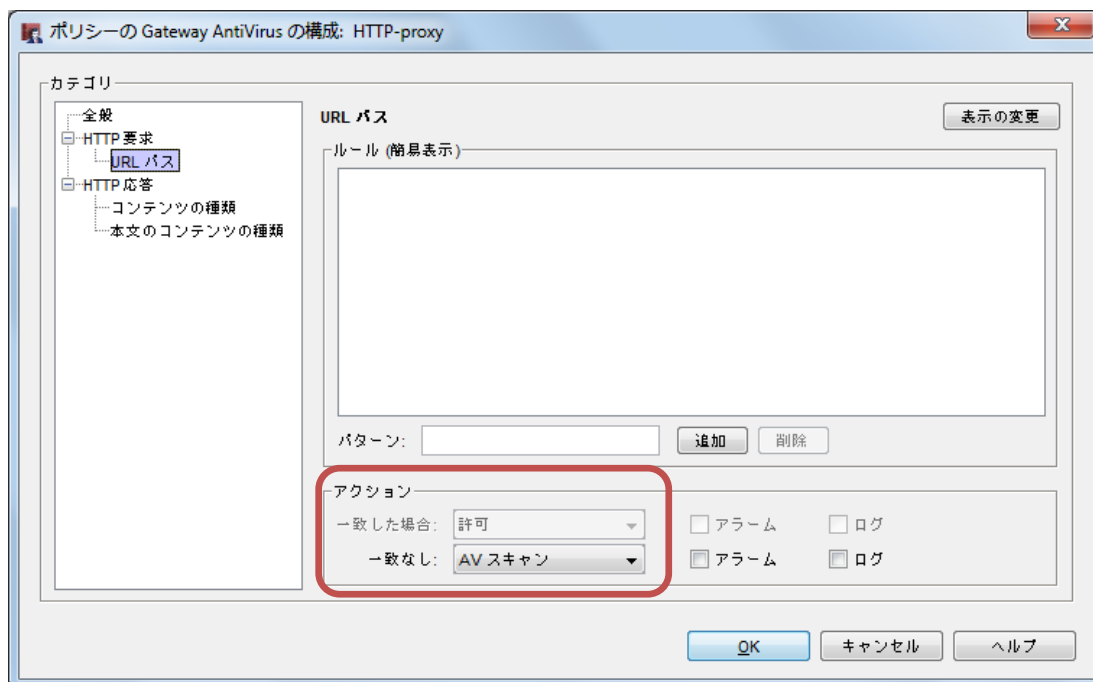 ポリシーの Gateway AntiVirus の構成: HTTP-proxy
カテゴリ
全般
HTTP 要求
URL パス
HTTP 応答
コンテンツの種類
本文のコンテンツの種類
URL パス
表示の変更
ルール (簡易表示)
パターン:
追加
削除
アクション
一致した場合: 許可 アラーム ログ
一致なし: AV スキャン アラーム ログ
OK
キャンセル
ヘルプ